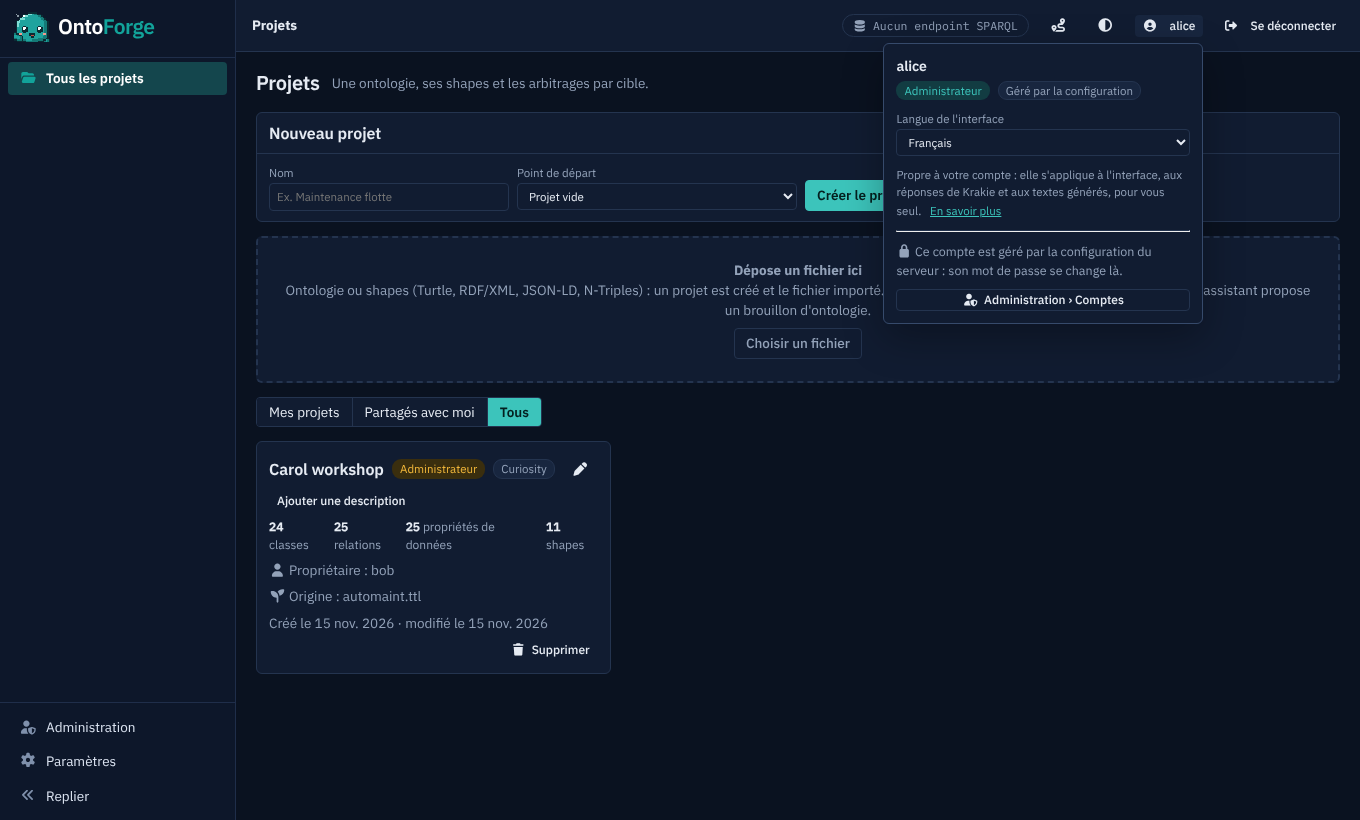 OntoForge
Projets
Aucun endpoint SPARQL
alice
Se déconnecter
Tous les projets
Projets
Une ontologie, ses shapes et les arbitrages par cible.
Nouveau projet
Nom
Point de départ
Ex. Maintenance flotte
Projet vide
Créer le pr
alice
Administrateur
Géré par la configuration
Langue de l'interface
Français
Propre à votre compte : elle s'applique à l'interface, aux
réponses de Krakie et aux textes générés, pour vous
seul. En savoir plus
Ce compte est géré par la configuration du
serveur : son mot de passe se change là.
Administration › Comptes
Dépose un fichier ici
Ontologie ou shapes (Turtle, RDF/XML, JSON-LD, N-Triples) : un projet est créé et le fichier importé. assistant propose
un brouillon d'ontologie.
Choisir un fichier
Mes projets
Partagés avec moi
Tous
Carol workshop
Administrateur
Curiosity
Ajouter une description
24 classes
25 relations
25 propriétés de données
11 shapes
Propriétaire : bob
Origine : automaint.ttl
Créé le 15 nov. 2026 · modifié le 15 nov. 2026
Supprimer
Administration
Paramètres
Replier